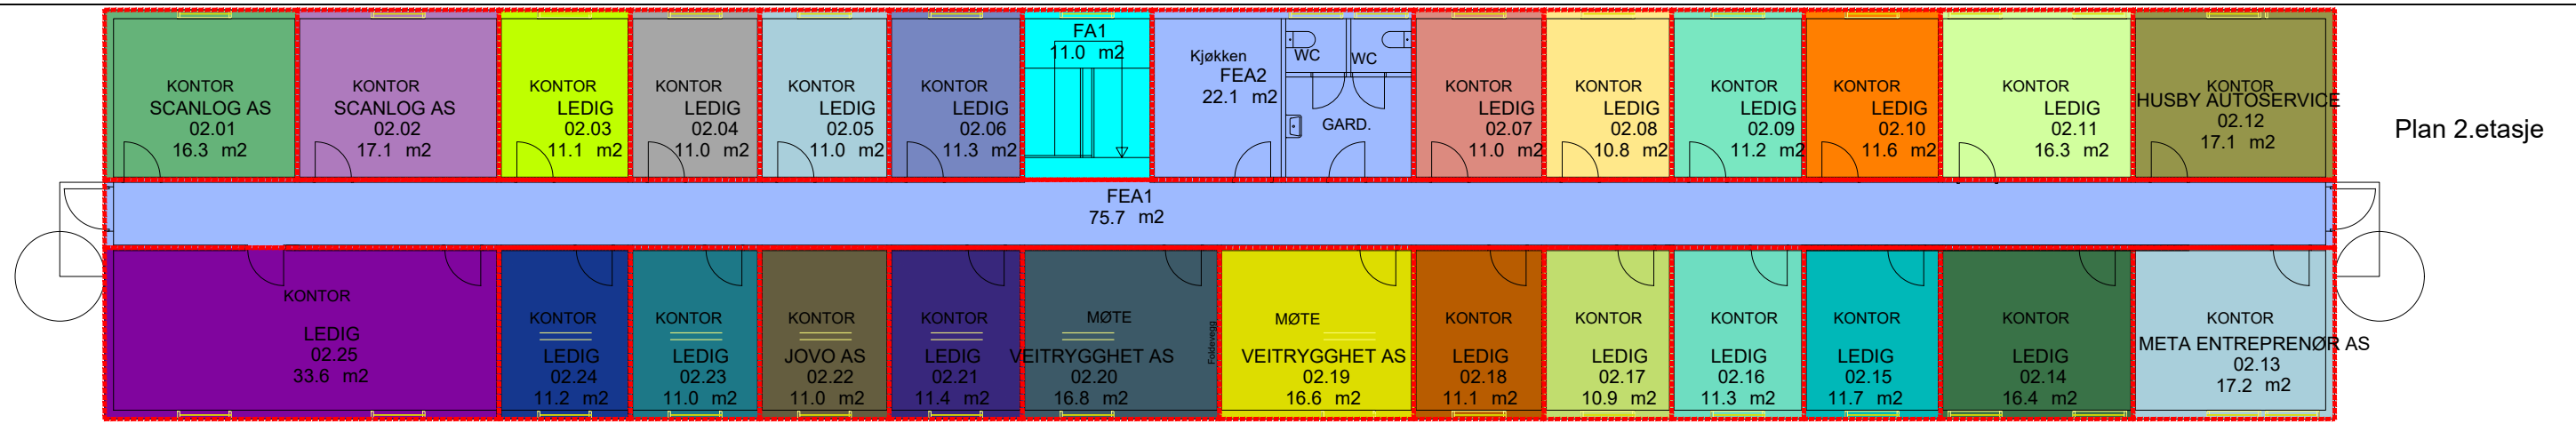 KONTOR
SCANLOG AS
02.01
16.3 m2
KONTOR
SCANLOG AS
02.02
17.1 m2
KONTOR
LEDIG
02.03
11.1 m2
KONTOR
LEDIG
02.04
11.0 m2
KONTOR
LEDIG
02.05
11.0 m2
KONTOR
LEDIG
02.06
11.3 m2
FA1
11.0 m2
Kjøkken
FEA2
22.1 m2
WC
WC
GARD.
KONTOR
LEDIG
02.07
11.0 m2
KONTOR
LEDIG
02.08
10.8 m2
KONTOR
LEDIG
02.09
11.2 m2
KONTOR
LEDIG
02.10
11.6 m2
KONTOR
LEDIG
02.11
16.3 m2
KONTOR
HUSBY AUTOSERVICE
02.12
17.1 m2
Plan 2.etasje
FEA1
75.7 m2
KONTOR
LEDIG
02.25
33.6 m2
KONTOR
LEDIG
02.24
11.2 m2
KONTOR
LEDIG
02.23
11.0 m2
KONTOR
JOVO AS
02.22
11.0 m2
KONTOR
LEDIG
02.21
11.4 m2
MØTE
VEITRYGGHET AS
02.20
16.8 m2
Foldevegg
MØTE
VEITRYGGHET AS
02.19
16.6 m2
KONTOR
LEDIG
02.18
11.1 m2
KONTOR
LEDIG
02.17
10.9 m2
KONTOR
LEDIG
02.16
11.3 m2
KONTOR
LEDIG
02.15
11.7 m2
KONTOR
LEDIG
02.14
16.4 m2
KONTOR
META ENTREPRENØR AS
02.13
17.2 m2